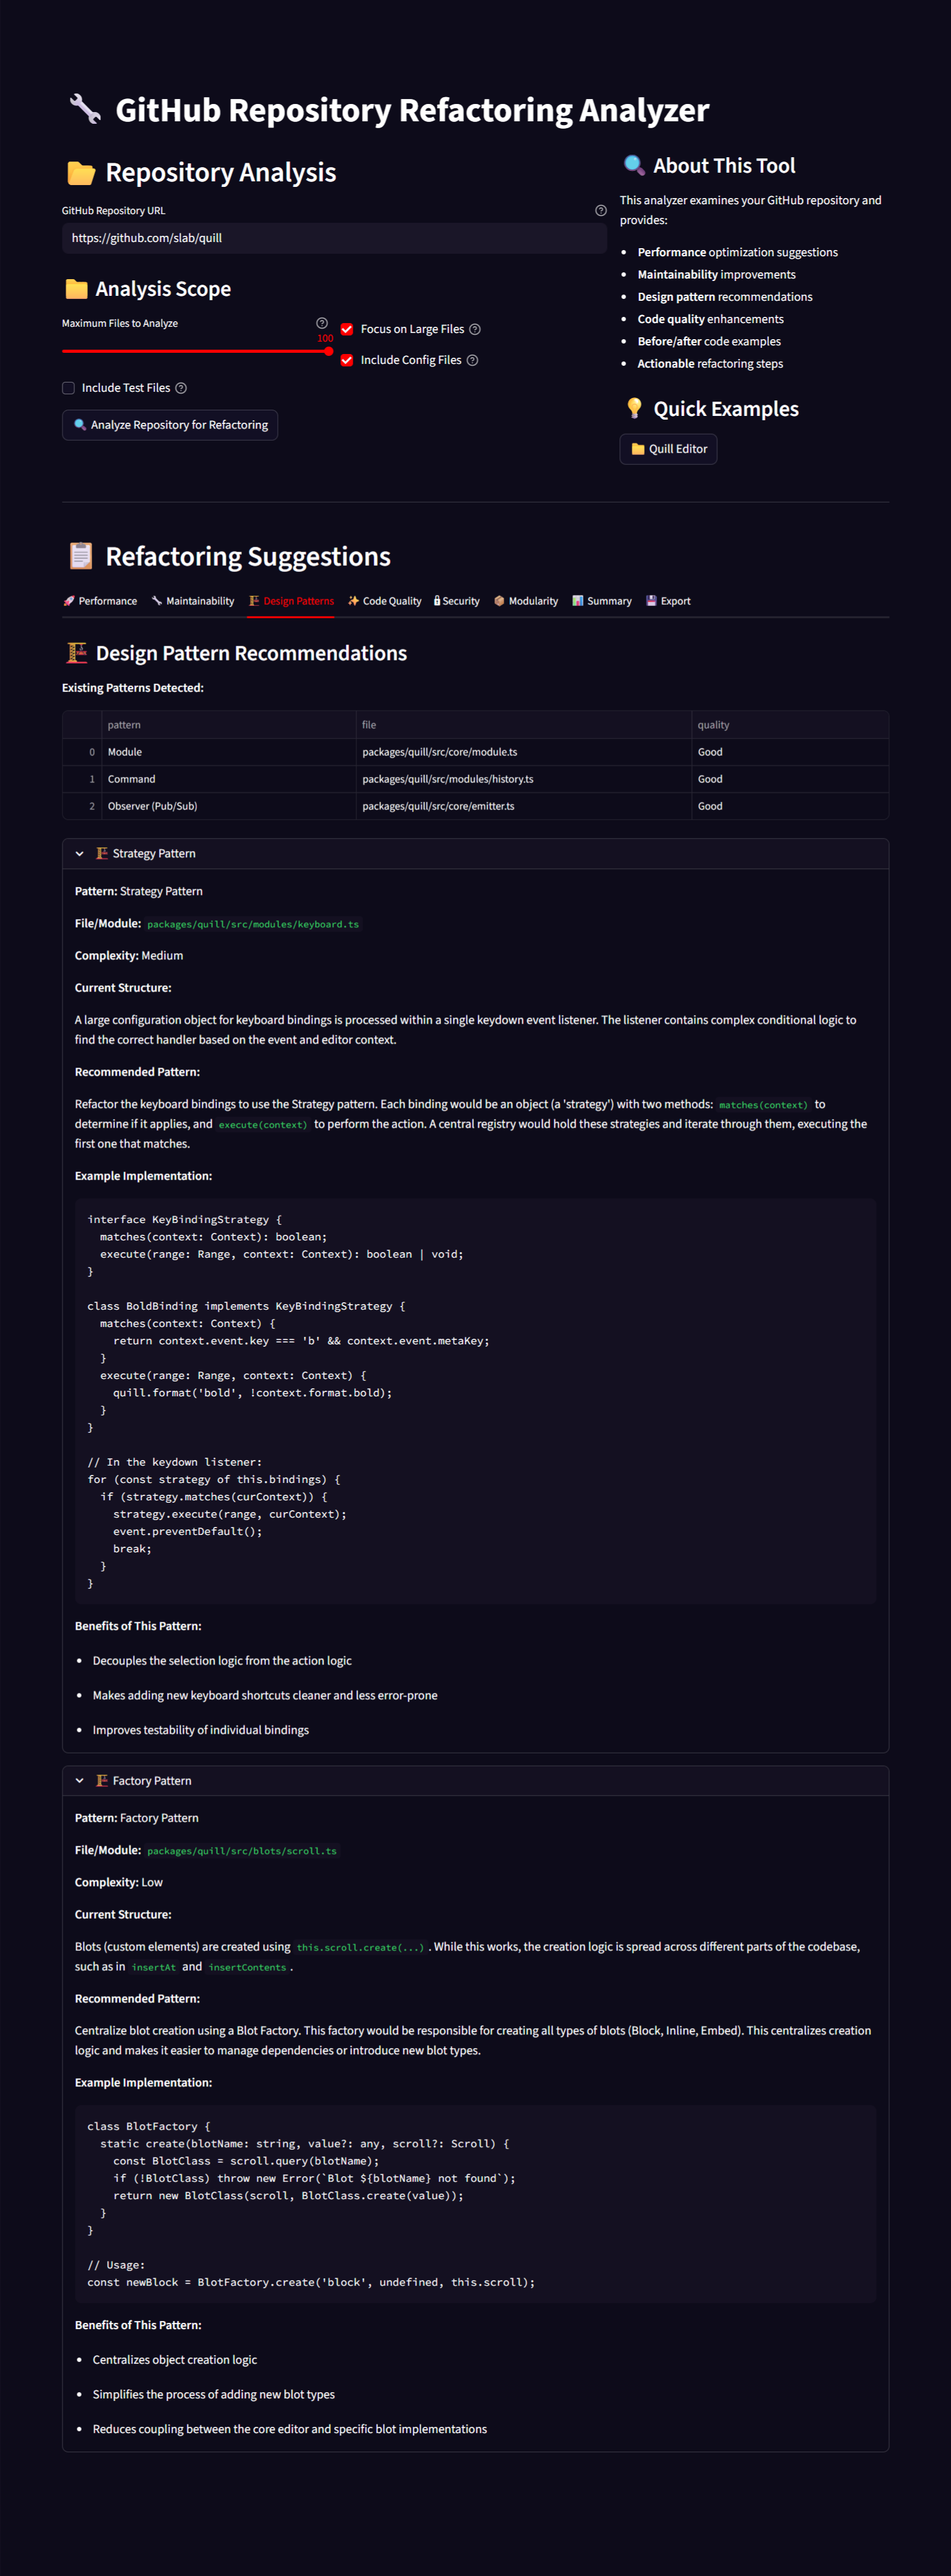 GitHub Repository Refactoring Analyzer
Repository Analysis
GitHub Repository URL
https://github.com/slab/quill
Analysis Scope
Maximum Files to Analyze
100
Focus on Large Files
Include Config Files
Include Test Files
Analyze Repository for Refactoring
About This Tool
This analyzer examines your GitHub repository and
provides:
• Performance optimization suggestions
• Maintainability improvements
• Design pattern recommendations
• Code quality enhancements
• Before/after code examples
• Actionable refactoring steps
Quick Examples
Quill Editor
Refactoring Suggestions
Performance Maintainability Design Patterns Code Quality Security Modularity Summary Export
Design Pattern Recommendations
Existing Patterns Detected:
pattern file quality
0 Module packages/quill/src/core/module.ts Good
1 Command packages/quill/src/modules/history.ts Good
2 Observer (Pub/Sub) packages/quill/src/core/emitter.ts Good
Strategy Pattern
Pattern: Strategy Pattern
File/Module: packages/quill/src/modules/keyboard.ts
Complexity: Medium
Current Structure:
A large configuration object for keyboard bindings is processed within a single keydown event listener. The listener contains complex conditional logic to
find the correct handler based on the event and editor context.
Recommended Pattern:
Refactor the keyboard bindings to use the Strategy pattern. Each binding would be an object (a 'strategy') with two methods: matches(context) to
determine if it applies, and execute(context) to perform the action. A central registry would hold these strategies and iterate through them, executing the
first one that matches.
Example Implementation:
interface KeyBindingStrategy {
  matches(context: Context): boolean;
  execute(range: Range, context: Context): boolean | void;
}
class BoldBinding implements KeyBindingStrategy {
  matches(context: Context) {
    return context.event.key === 'b' && context.event.metaKey;
  }
  execute(range: Range, context: Context) {
    quill.format('bold', !context.format.bold);
  }
}
// In the keydown listener:
for (const strategy of this.bindings) {
  if (strategy.matches(curContext)) {
    strategy.execute(range, curContext);
    event.preventDefault();
    break;
  }
}
Benefits of This Pattern:
• Decouples the selection logic from the action logic
• Makes adding new keyboard shortcuts cleaner and less error-prone
• Improves testability of individual bindings
Factory Pattern
Pattern: Factory Pattern
File/Module: packages/quill/src/blots/scroll.ts
Complexity: Low
Current Structure:
Blots (custom elements) are created using this.scroll.create(...). While this works, the creation logic is spread across different parts of the codebase,
such as in insertAt and insertContents.
Recommended Pattern:
Centralize blot creation using a Blot Factory. This factory would be responsible for creating all types of blots (Block, Inline, Embed). This centralizes creation
logic and makes it easier to manage dependencies or introduce new blot types.
Example Implementation:
class BlotFactory {
  static create(blotName: string, value?: any, scroll?: Scroll) {
    const BlotClass = scroll.query(blotName);
    if (!BlotClass) throw new Error(`Blot ${blotName} not found`);
    return new BlotClass(scroll, BlotClass.create(value));
  }
}
// Usage:
const newBlock = BlotFactory.create('block', undefined, this.scroll);
Benefits of This Pattern:
• Centralizes object creation logic
• Simplifies the process of adding new blot types
• Reduces coupling between the core editor and specific blot implementations